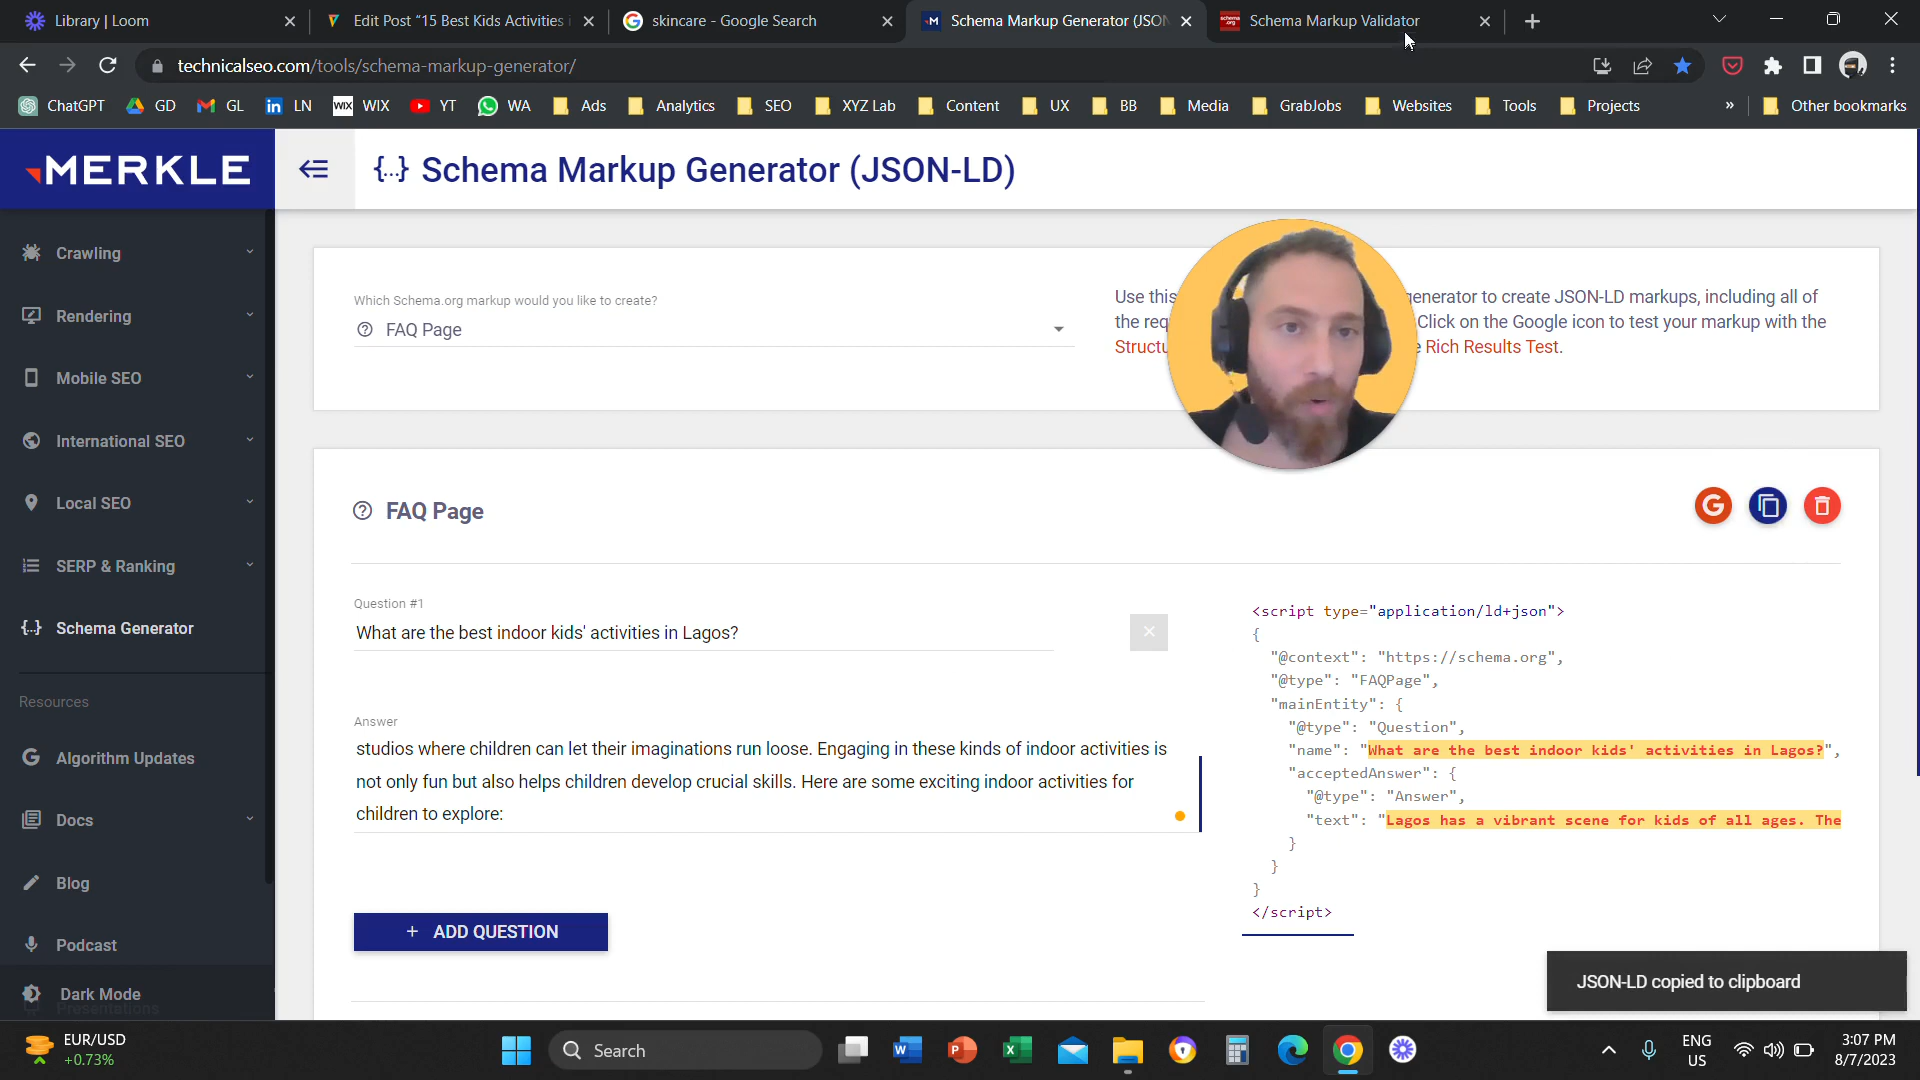 Library | Loom
Edit Post “15 Best Kids Activities i
skincare - Google Search
Schema Markup Generator (JSON
Schema Markup Validator
technicalseo.com/tools/schema-markup-generator/
ChatGPT
GD
GL
LN
WIX
WIX
YT
WA
Ads
Analytics
SEO
XYZ Lab
Content
UX
BB
Media
GrabJobs
Websites
Tools
Projects
»
Other bookmarks
MERKLE
{...} Schema Markup Generator (JSON-LD)
Crawling
Rendering
Mobile SEO
International SEO
Local SEO
SERP & Ranking
Schema Generator
Resources
Algorithm Updates
Docs
Blog
Podcast
Dark Mode
Presentations
Which Schema.org markup would you like to create?
FAQ Page
Use this
generator to create JSON-LD markups, including all of
the req
Click on the Google icon to test your markup with the
Structu
Rich Results Test.
FAQ Page
Question #1
What are the best indoor kids' activities in Lagos?
Answer
studios where children can let their imaginations run loose. Engaging in these kinds of indoor activities is
not only fun but also helps children develop crucial skills. Here are some exciting indoor activities for
children to explore:
+ ADD QUESTION
<script type="application/ld+json">
{
"@context": "https://schema.org",
"@type": "FAQPage",
"mainEntity": {
"@type": "Question",
"name": "What are the best indoor kids' activities in Lagos?",
"acceptedAnswer": {
"@type": "Answer",
"text": "Lagos has a vibrant scene for kids of all ages. The
}
}
}
</script>
JSON-LD copied to clipboard
EUR/USD
+0.73%
Search
ENG
US
3:07 PM
8/7/2023